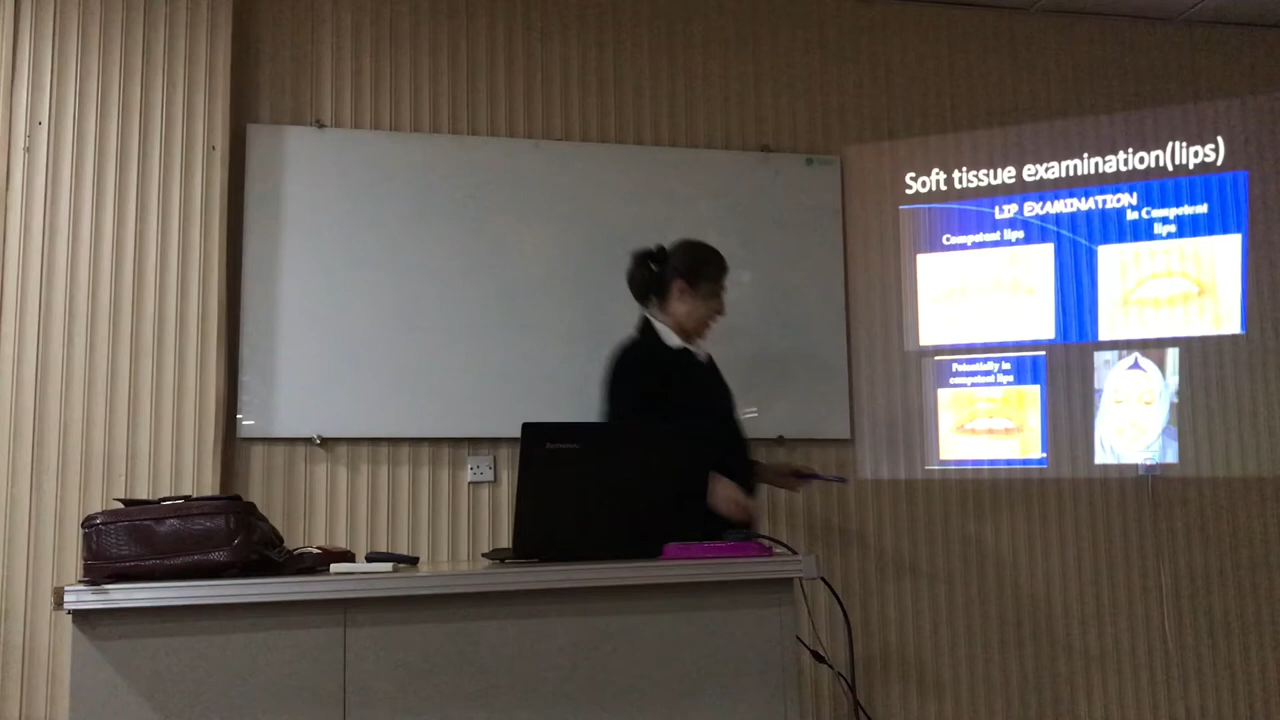 Soft tissue examination(lips)
LIP EXAMINATION
Competent lips
In Competent
lips
Potentially in
competent lips